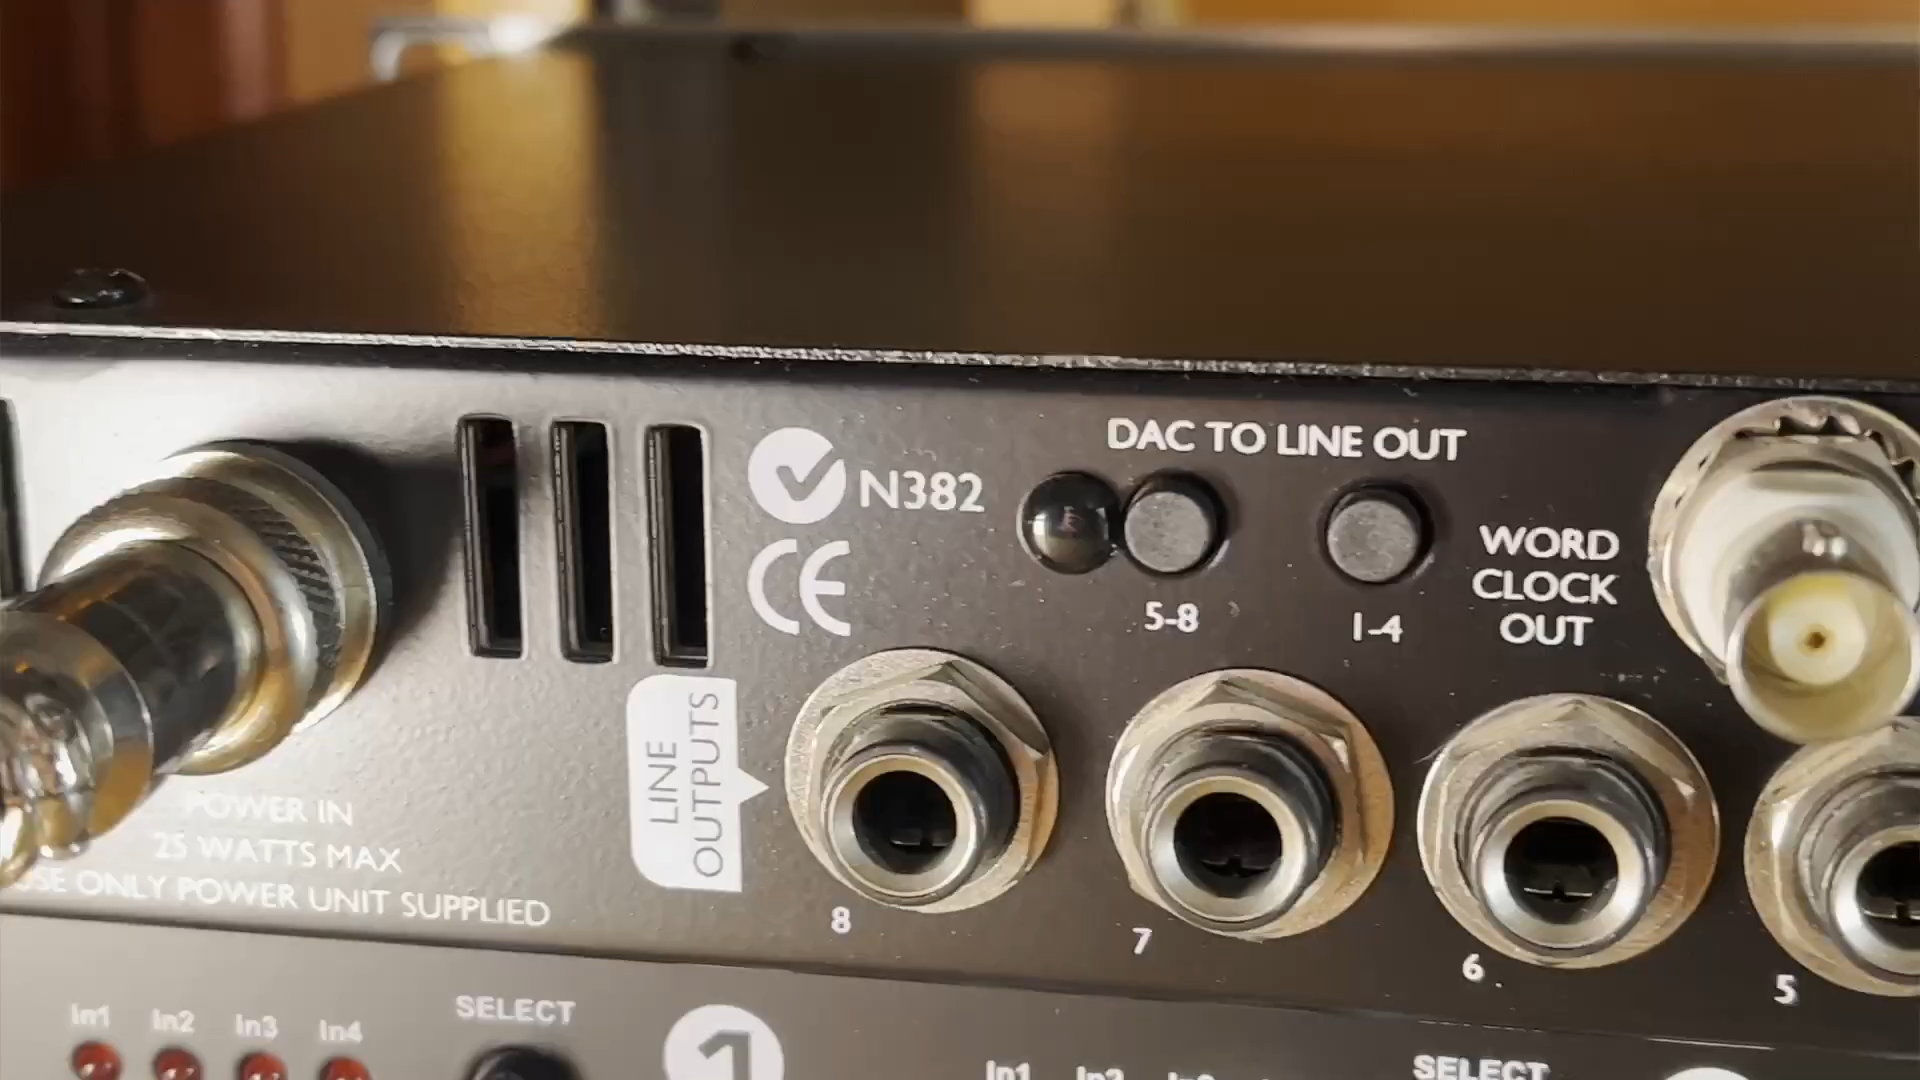 N382
CE
DAC TO LINE OUT
5-8
1-4
WORD
CLOCK
OUT
LINE
OUTPUTS
POWER IN
25 WATTS MAX
ONLY POWER UNIT SUPPLIED
8
7
6
5
In1 In2 In3 In4
SELECT
1
In1 In2
SELECT